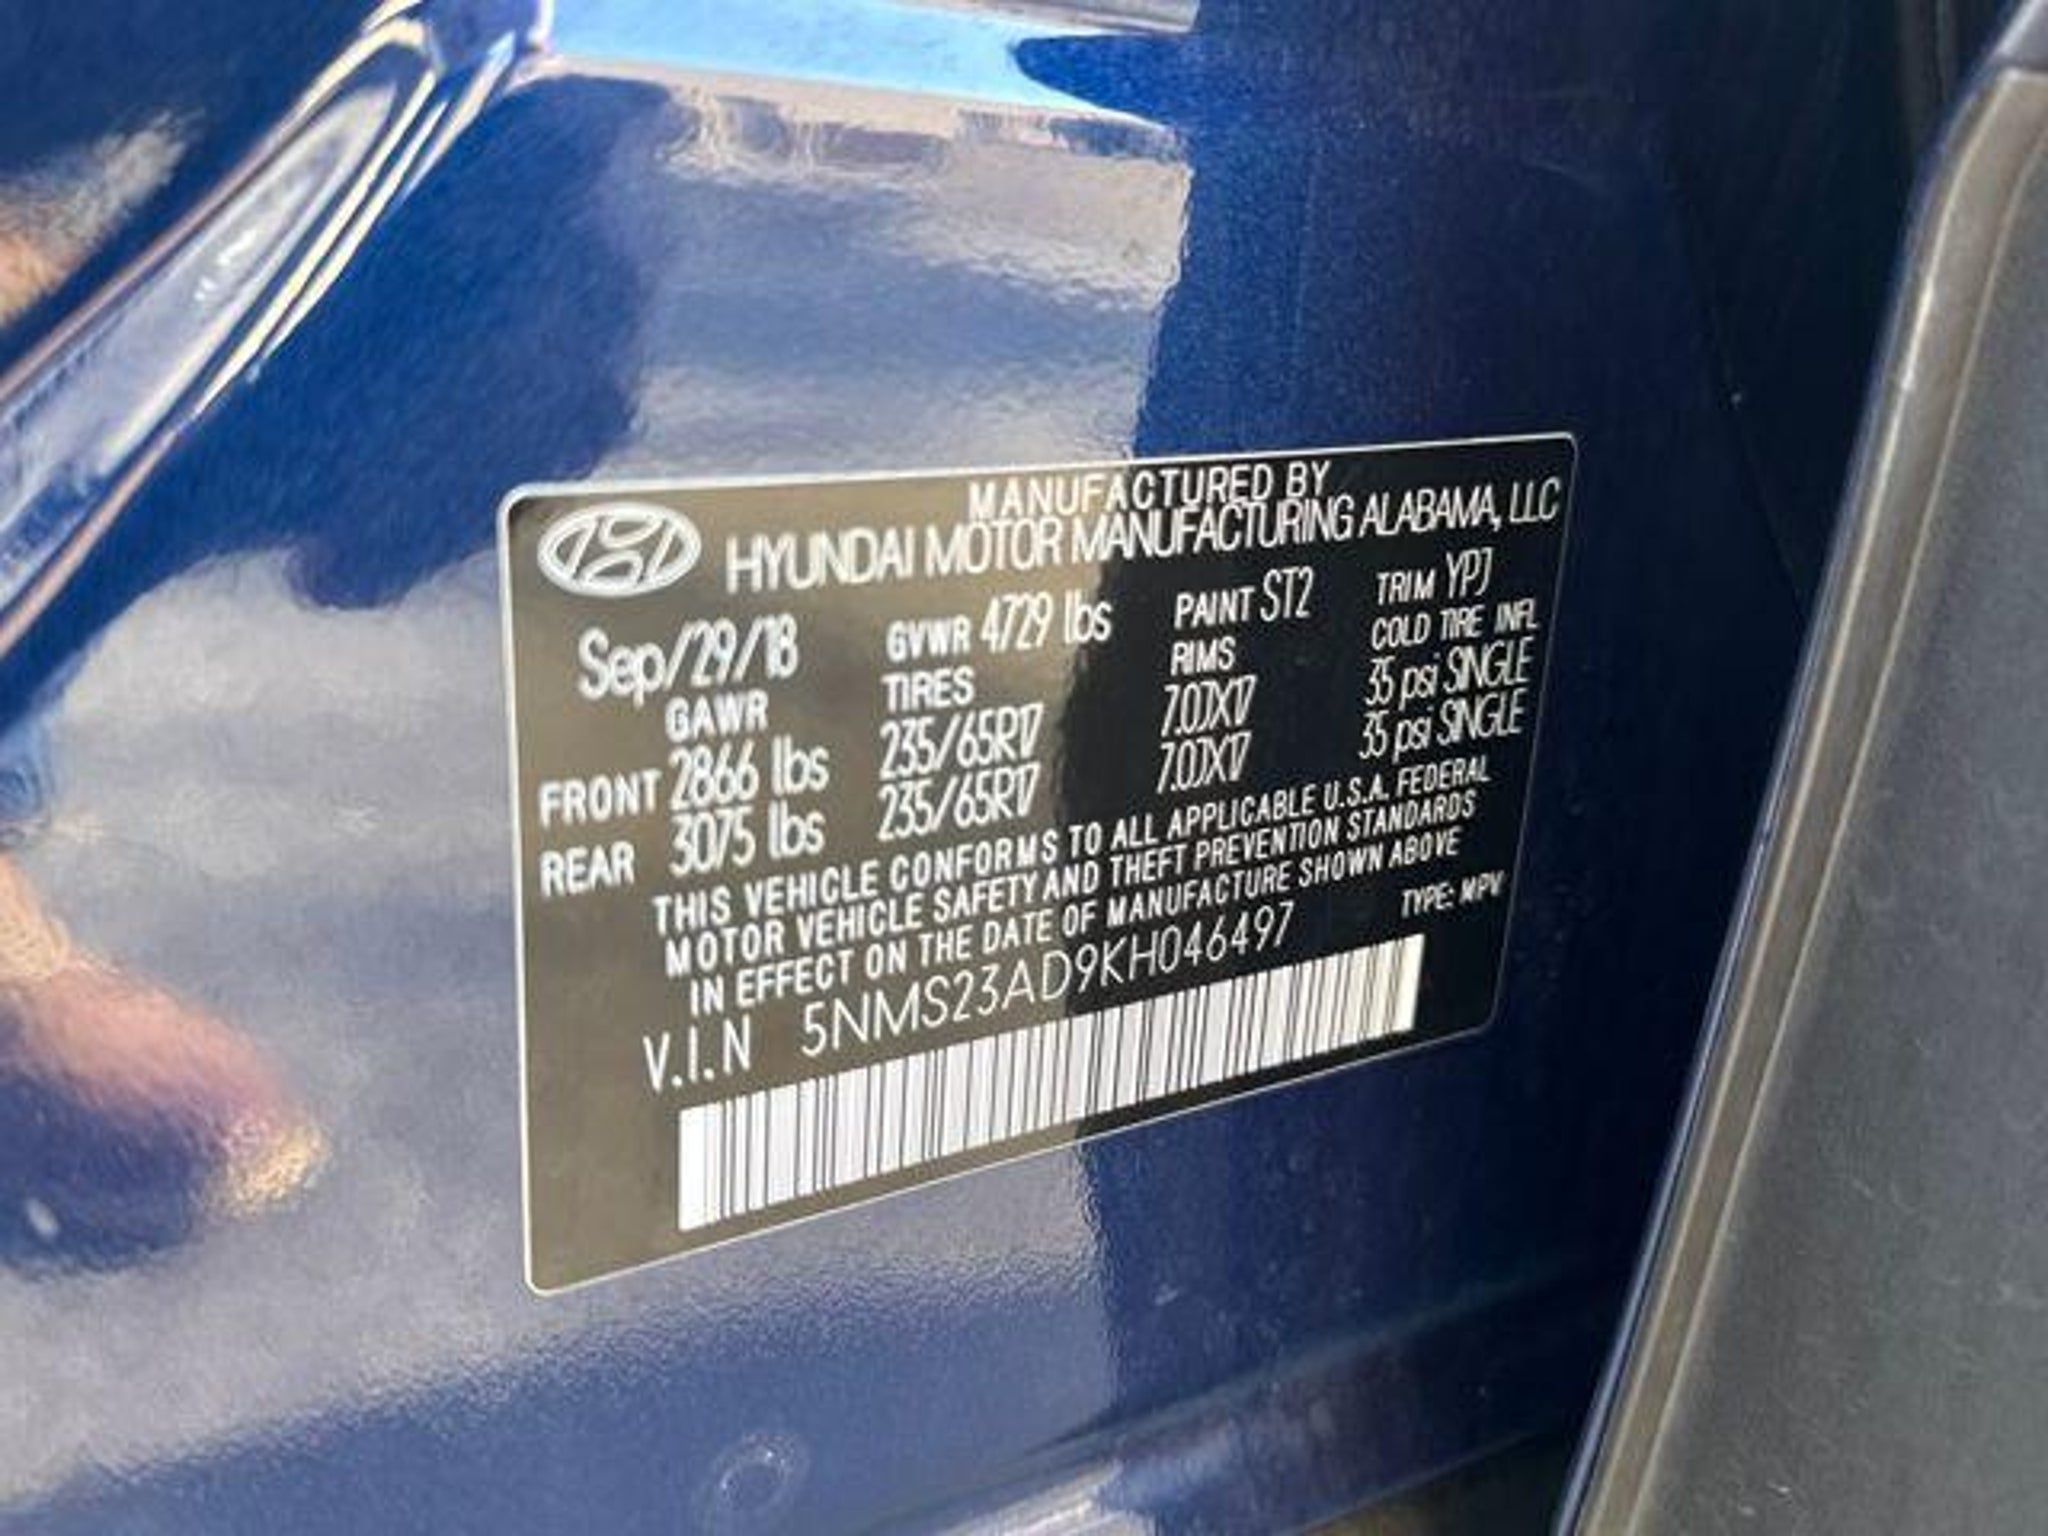 MANUFACTURED BY
HYUNDAI MOTOR MANUFACTURING ALABAMA, LLC
Sep/29/18 GVWR 4729 lbs PAINT ST2 TRIM YPJ
GAWR TIRES RIMS COLD TIRE INFL
FRONT 2866 lbs 235/65R17 7.0JX17 35 psi SINGLE
REAR 3075 lbs 235/65R17 7.0JX17 35 psi SINGLE
THIS VEHICLE CONFORMS TO ALL APPLICABLE U.S.A. FEDERAL
MOTOR VEHICLE SAFETY AND THEFT PREVENTION STANDARDS
IN EFFECT ON THE DATE OF MANUFACTURE SHOWN ABOVE
V.I.N 5NMS23AD9KH046497 TYPE: MPV